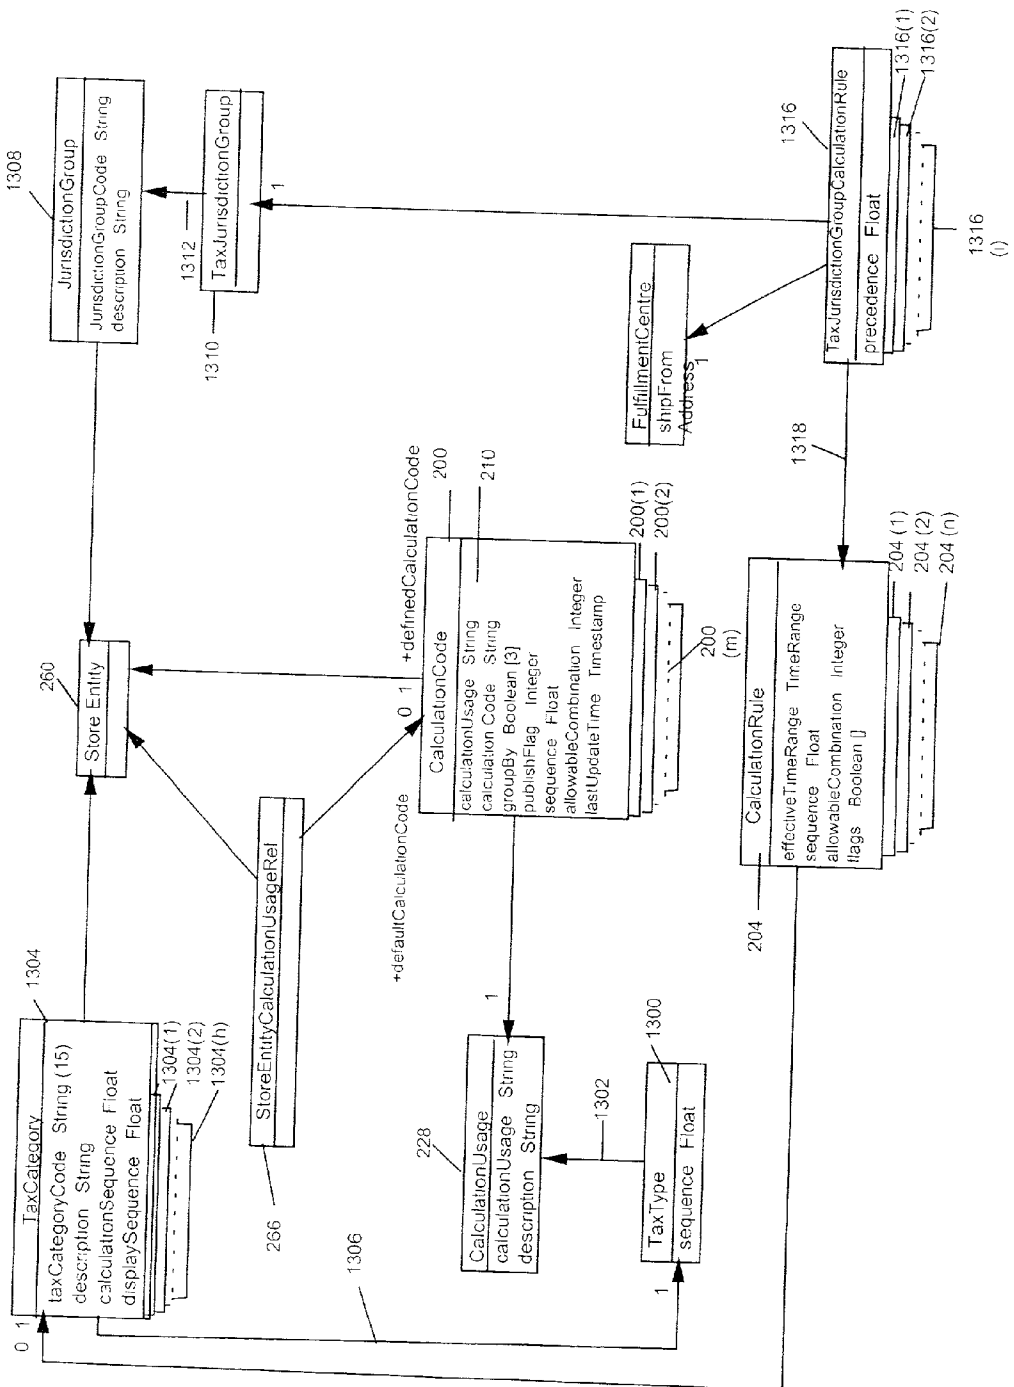 1304
TaxCategory
taxCategoryCode String (15)
description String
calculationSequence Float
displaySequence Float
1304(1)
1304(2)
1304(h)
0 1
1306
260
Store Entity
1308
JurisdictionGroup
JurisdictionGroupCode String
description String
1312
TaxJurisdictionGroup
1310
1
StoreEntityCalculationUsageRel
266
+defaultCalculationCode
0 1
+definedCalculationCode
200
210
CalculationCode
calculationUsage String
calculation Code String
groupBy Boolean [3]
publishFlag Integer
sequence Float
allowableCombination Integer
lastUpdateTime Timestamp
200(1)
200(2)
200
(m)
FulfillmentCentre
shipFrom
Address
1
228
CalculationUsage
calculationUsage String
description String
1
1302
1300
TaxType
sequence Float
1
204
CalculationRule
effectiveTimeRange TimeRange
sequence Float
allowableCombination Integer
flags Boolean []
204 (1)
204 (2)
204 (n)
1318
1316
TaxJurisdictionGroupCalculationRule
precedence Float
1316(1)
1316(2)
1316
(i)